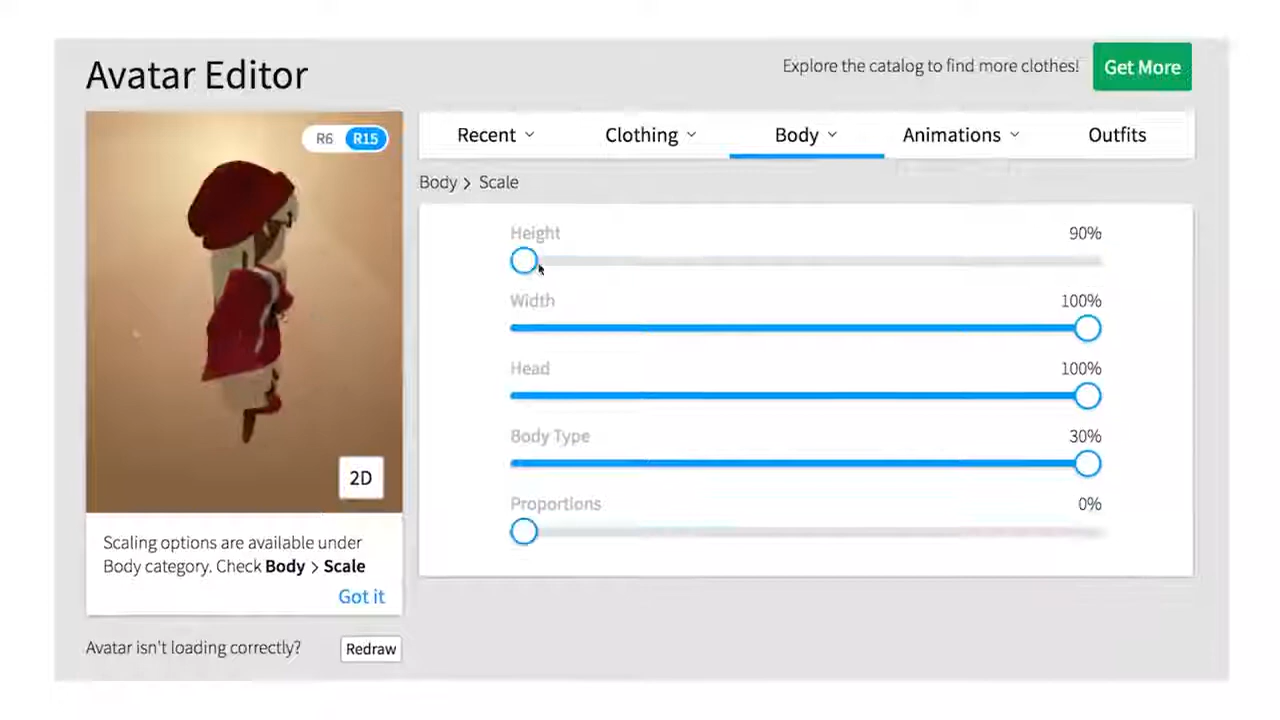 Avatar Editor
Explore the catalog to find more clothes!
Get More
R6
R15
2D
Scaling options are available under
Body category. Check Body > Scale
Got it
Avatar isn't loading correctly?
Redraw
Recent
Clothing
Body
Animations
Outfits
Body > Scale
Height 90%
Width 100%
Head 100%
Body Type 30%
Proportions 0%